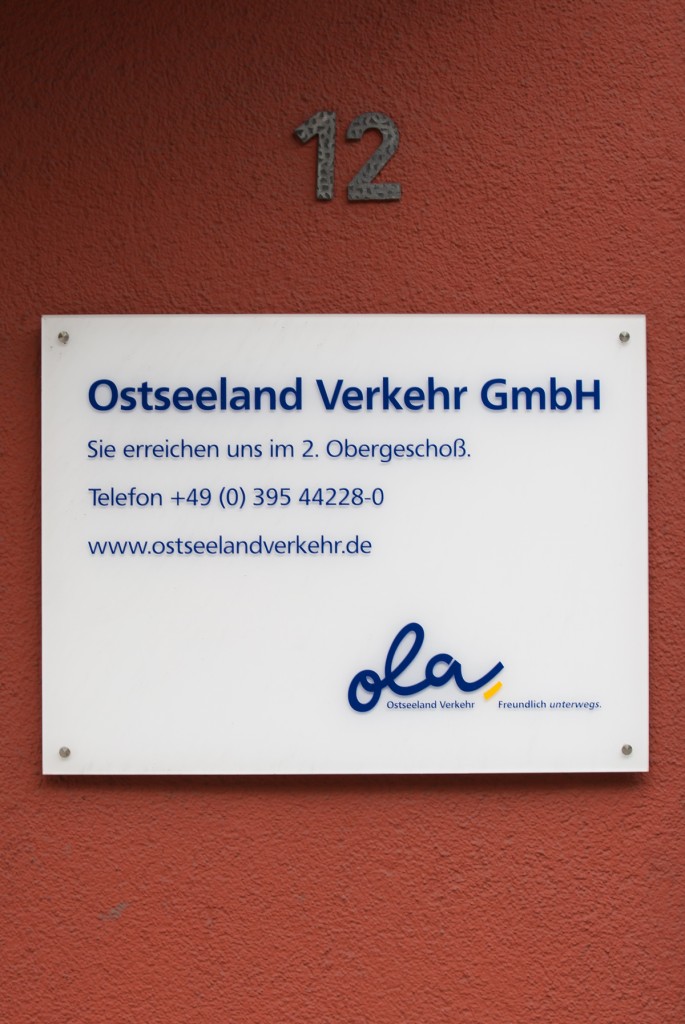 12
Ostseeland Verkehr GmbH
Sie erreichen uns im 2. Obergeschoß.
Telefon +49 (0) 395 44228-0
www.ostseelandverkehr.de
ola
Ostseeland Verkehr Freundlich unterwegs.